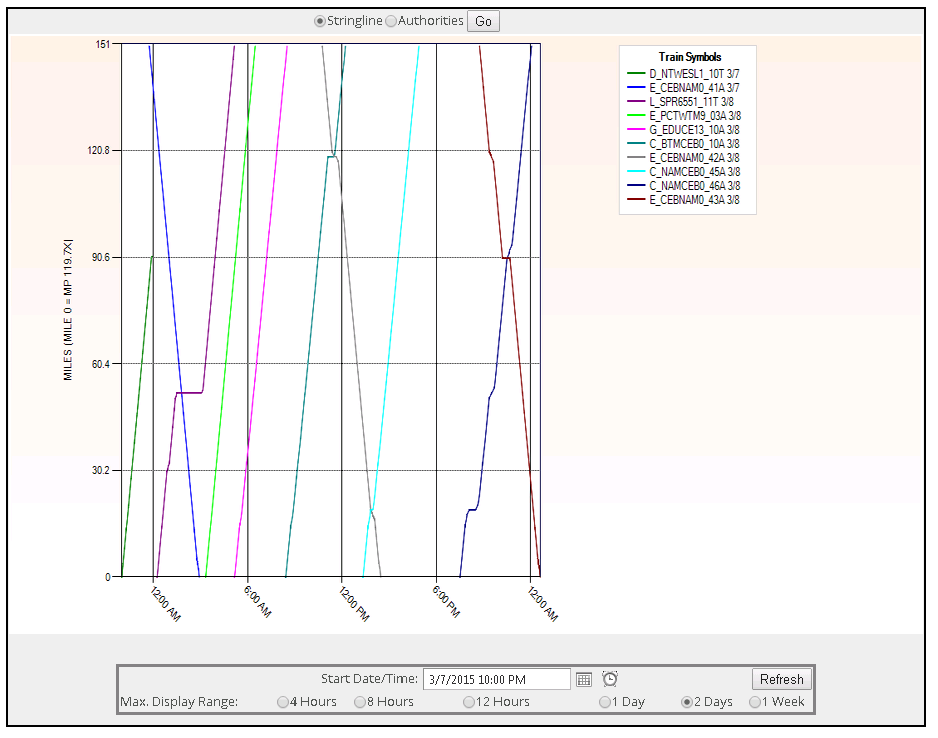 Stringline Authorities Go
Train Symbols
D_NTWESL1_10T 3/7
E_CEBNAM0_41A 3/7
L_SPR6551_11T 3/8
E_PCTWTM9_03A 3/8
G_EDUCE13_10A 3/8
C_BTMCEB0_10A 3/8
E_CEBNAM0_42A 3/8
C_NAMCEB0_45A 3/8
C_NAMCEB0_46A 3/8
E_CEBNAM0_43A 3/8
MILES (MILE 0 = MP 119.7X)
151
120.8
90.6
60.4
30.2
0
12:00 AM
6:00 AM
12:00 PM
6:00 PM
12:00 AM
Start Date/Time: 3/7/2015 10:00 PM Refresh
Max. Display Range: 4 Hours 8 Hours 12 Hours 1 Day 2 Days 1 Week